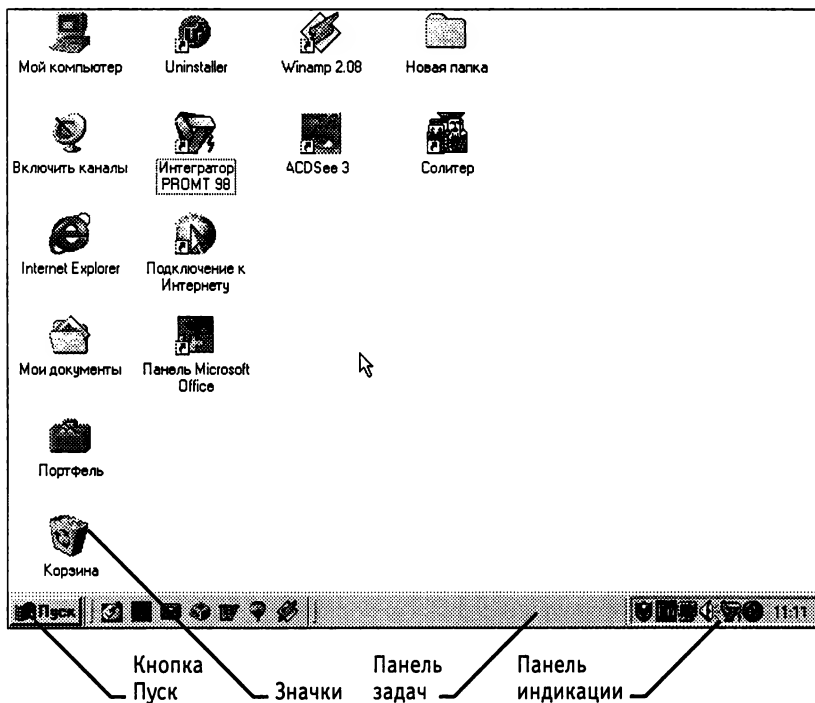 Мой компьютер
Uninstaller
Winamp 2.08
Новая папка
Включить каналы
Интегратор
PROMT 98
ACDSee 3
Солитер
Internet Explorer
Подключение к
Интернету
Мои документы
Панель Microsoft
Office
Портфель
Корзина
Пуск
11:11
Кнопка
Пуск
Значки
Панель
задач
Панель
индикации